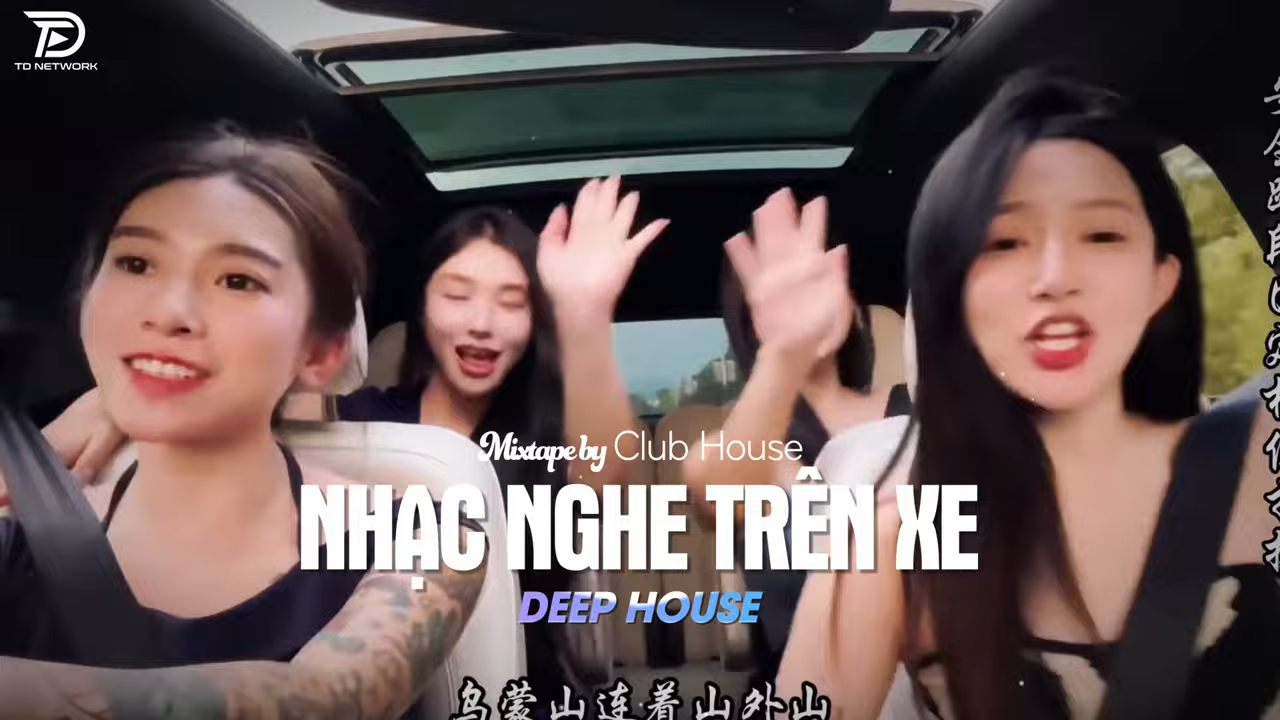 TD NETWORK
Mixtape by Club House
NHẠC NGHE TRÊN XE
DEEP HOUSE
乌蒙山连着山外山